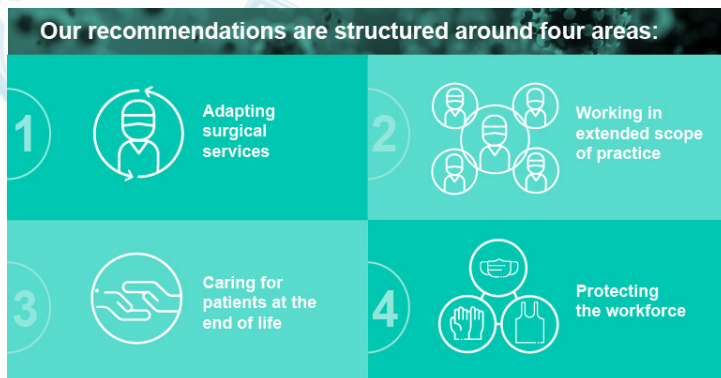 Our recommendations are structured around four areas:
1
Adapting
surgical
services
2
Working in
extended scope
of practice
3
Caring for
patients at the
end of life
4
Protecting
the workforce